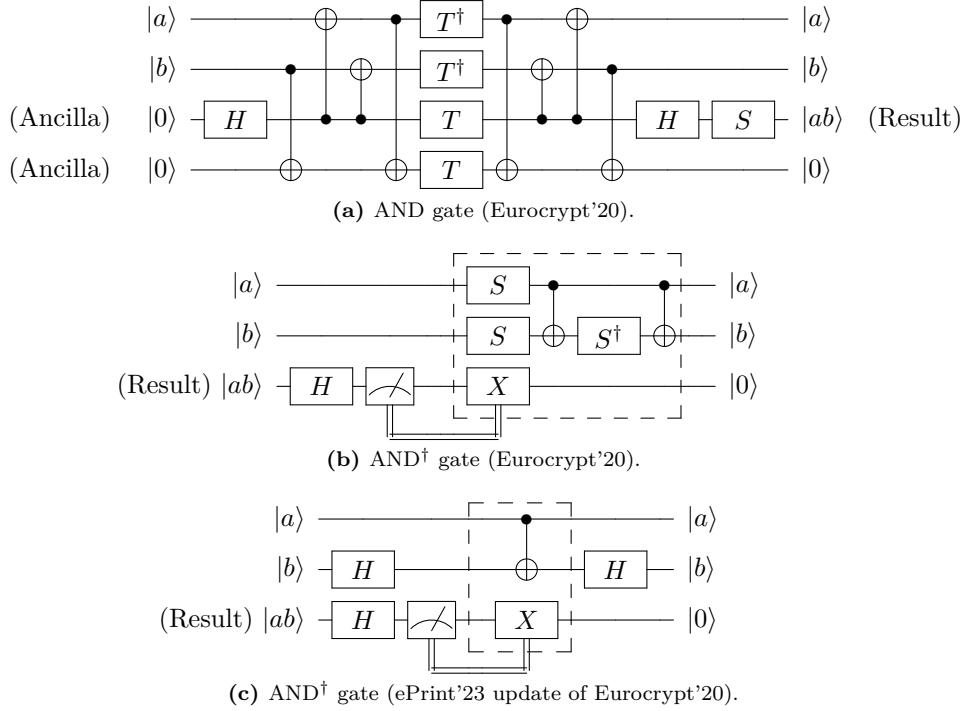 |a⟩ T† |a⟩
|b⟩ T† |b⟩
(Ancilla) |0⟩ H T H S |ab⟩ (Result)
(Ancilla) |0⟩ T |0⟩
(a) AND gate (Eurocrypt'20).
|a⟩ S |a⟩
|b⟩ S S† |b⟩
(Result) |ab⟩ H X |0⟩
(b) AND† gate (Eurocrypt'20).
|a⟩ |a⟩
|b⟩ H H |b⟩
(Result) |ab⟩ H X |0⟩
(c) AND† gate (ePrint'23 update of Eurocrypt'20).